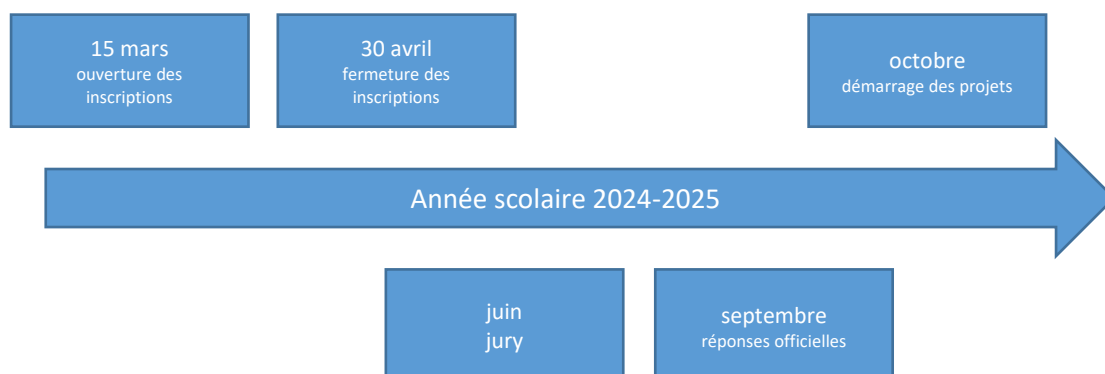 15 mars
ouverture des
inscriptions
30 avril
fermeture des
inscriptions
octobre
démarrage des projets
Année scolaire 2024-2025
juin
jury
septembre
réponses officielles